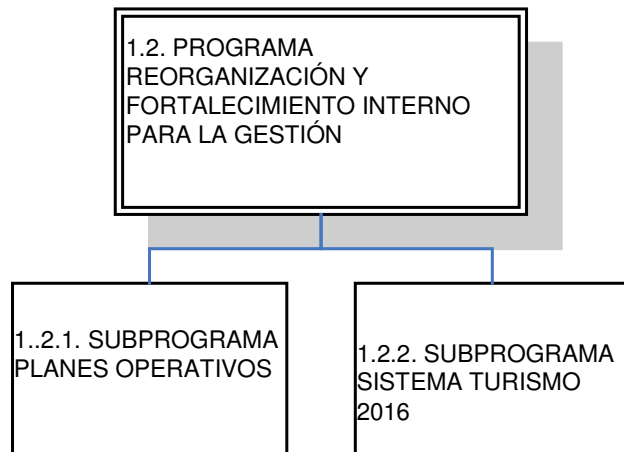 1.2. PROGRAMA
REORGANIZACIÓN Y
FORTALECIMIENTO INTERNO
PARA LA GESTIÓN
1..2.1. SUBPROGRAMA
PLANES OPERATIVOS
1.2.2. SUBPROGRAMA
SISTEMA TURISMO
2016